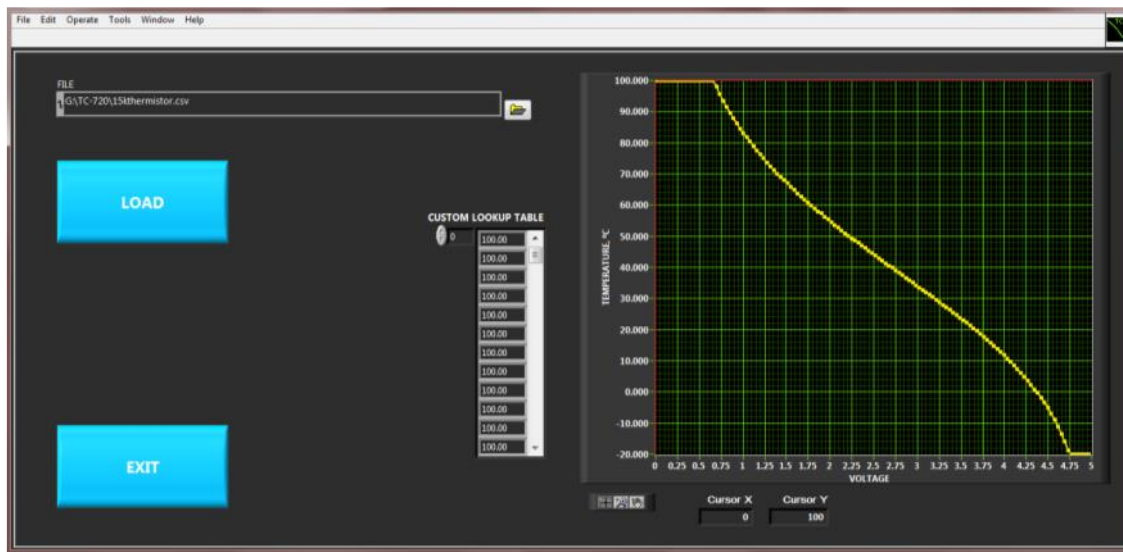 File Edit Operate Tools Window Help
FILE
G:\TC-720\15kthermistor.csv
LOAD
CUSTOM LOOKUP TABLE
0
100.00
100.00
100.00
100.00
100.00
100.00
100.00
100.00
100.00
100.00
100.00
100.00
EXIT
100.000
90.000
80.000
70.000
60.000
50.000
40.000
30.000
20.000
10.000
0.000
-10.000
-20.000
TEMPERATURE, °C
0 0.25 0.5 0.75 1 1.25 1.5 1.75 2 2.25 2.5 2.75 3 3.25 3.5 3.75 4 4.25 4.5 4.75 5
VOLTAGE
Cursor X Cursor Y
0 100